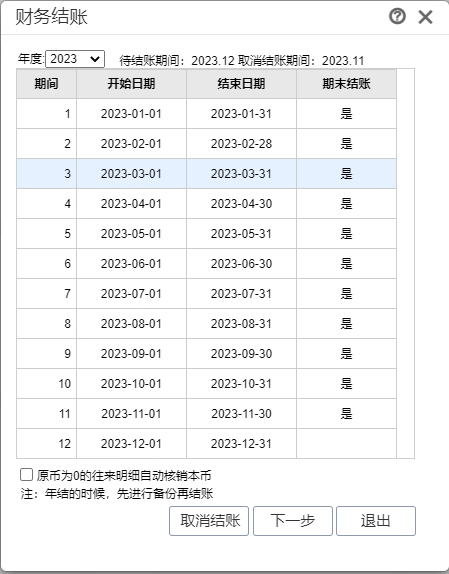 财务结账
年度: 2023 待结账期间：2023.12 取消结账期间：2023.11
期间 开始日期 结束日期 期末结账
1 2023-01-01 2023-01-31 是
2 2023-02-01 2023-02-28 是
3 2023-03-01 2023-03-31 是
4 2023-04-01 2023-04-30 是
5 2023-05-01 2023-05-31 是
6 2023-06-01 2023-06-30 是
7 2023-07-01 2023-07-31 是
8 2023-08-01 2023-08-31 是
9 2023-09-01 2023-09-30 是
10 2023-10-01 2023-10-31 是
11 2023-11-01 2023-11-30 是
12 2023-12-01 2023-12-31
原币为0的往来明细自动核销本币
注：年结的时候，先进行备份再结账
取消结账 下一步 退出